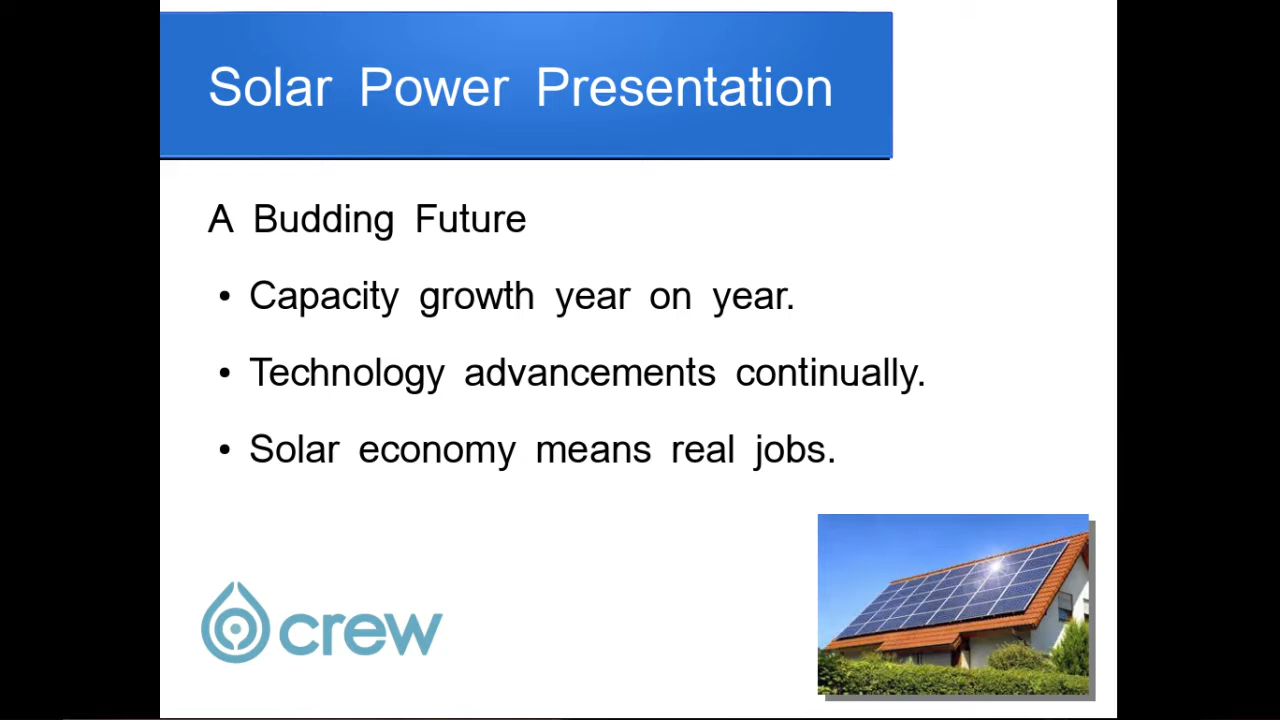 Solar Power Presentation
A Budding Future
• Capacity growth year on year.
• Technology advancements continually.
• Solar economy means real jobs.
crew